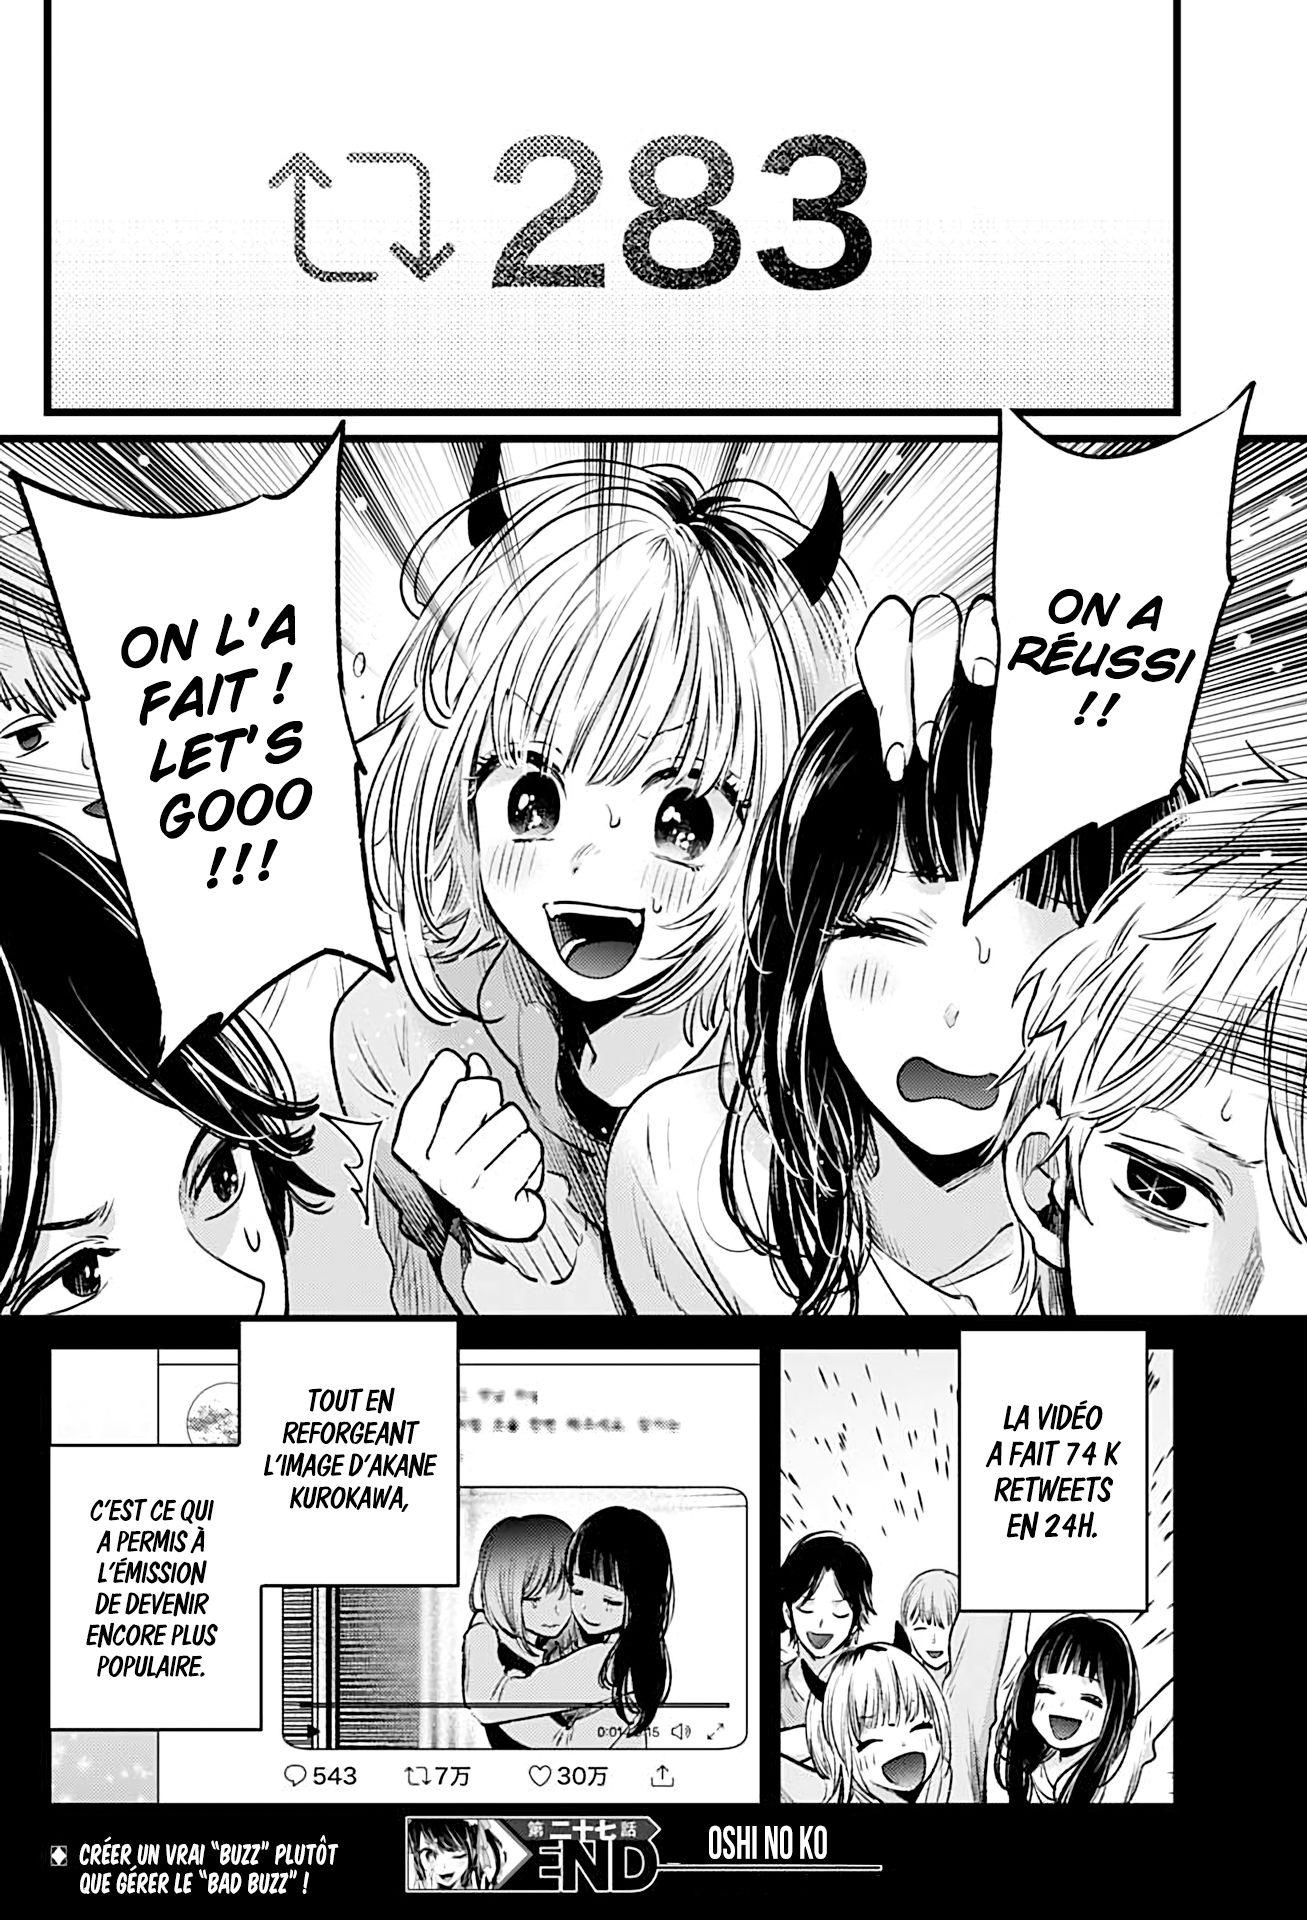 283
ON A
RÉUSSI
!!
ON L'A
FAIT !
LET'S
GOOO
!!!
LA VIDÉO
A FAIT 74 K
RETWEETS
EN 24H.
TOUT EN
REFORGEANT
L'IMAGE D'AKANE
KUROKAWA,
C'EST CE QUI
A PERMIS À
L'ÉMISSION
DE DEVENIR
ENCORE PLUS
POPULAIRE.
543
7万
30万
CRÉER UN VRAI "BUZZ" PLUTÔT
QUE GÉRER LE "BAD BUZZ" !
第二十七話
END
OSHI NO KO